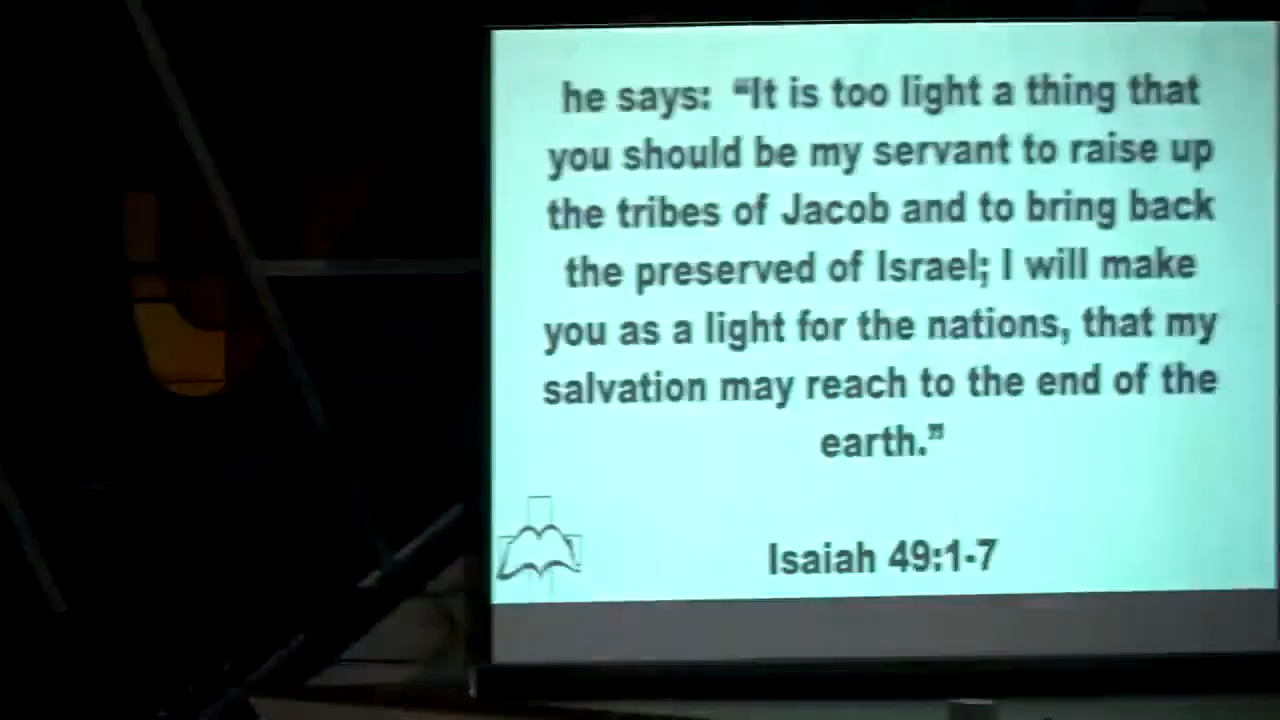 he says: “It is too light a thing that
you should be my servant to raise up
the tribes of Jacob and to bring back
the preserved of Israel; I will make
you as a light for the nations, that my
salvation may reach to the end of the
earth.”
Isaiah 49:1-7